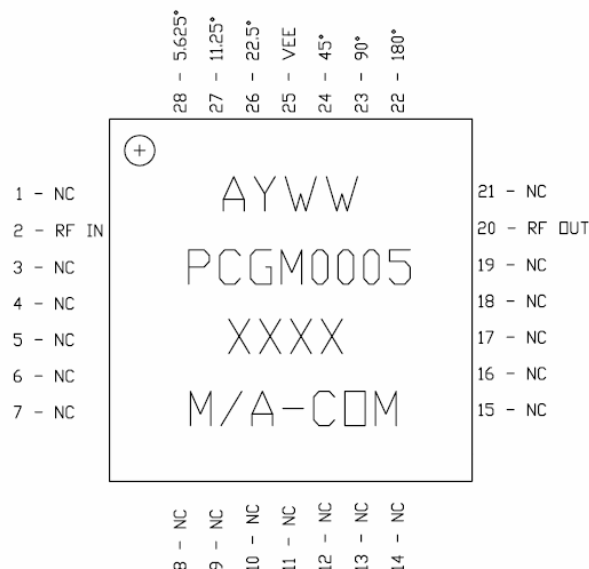 28 - 5.625°
27 - 11.25°
26 - 22.5°
25 - VEE
24 - 45°
23 - 90°
22 - 180°
1 - NC
2 - RF IN
3 - NC
4 - NC
5 - NC
6 - NC
7 - NC
AYWW
PCGM0005
XXXX
M/A-COM
21 - NC
20 - RF OUT
19 - NC
18 - NC
17 - NC
16 - NC
15 - NC
8 - NC
9 - NC
10 - NC
11 - NC
12 - NC
13 - NC
14 - NC